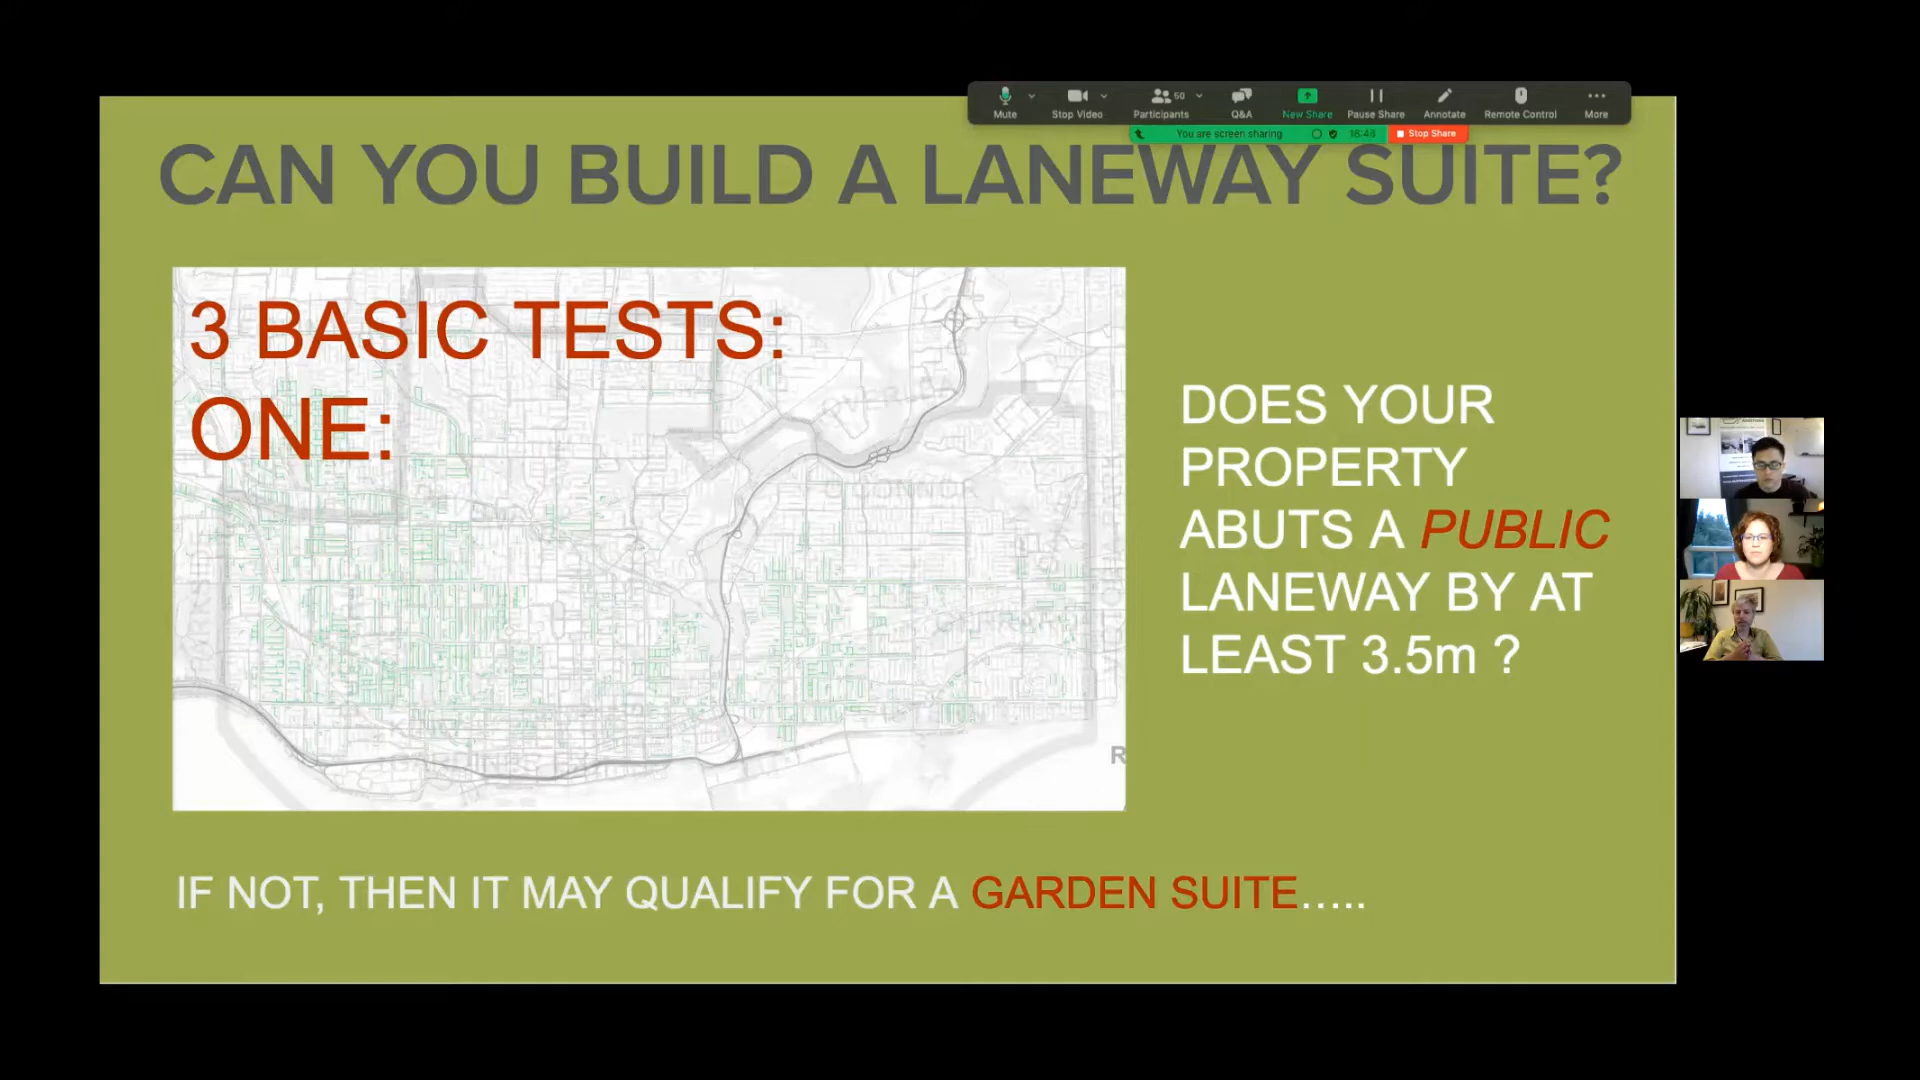 Mute
Stop Video
50
Participants
Q&A
New Share
Pause Share
Annotate
Remote Control
More
You are screen sharing
Stop Share
CAN YOU BUILD A LANEWAY SUITE?
3 BASIC TESTS:
ONE:
DOES YOUR
PROPERTY
ABUTS A PUBLIC
LANEWAY BY AT
LEAST 3.5m ?
R
IF NOT, THEN IT MAY QUALIFY FOR A GARDEN SUITE.....